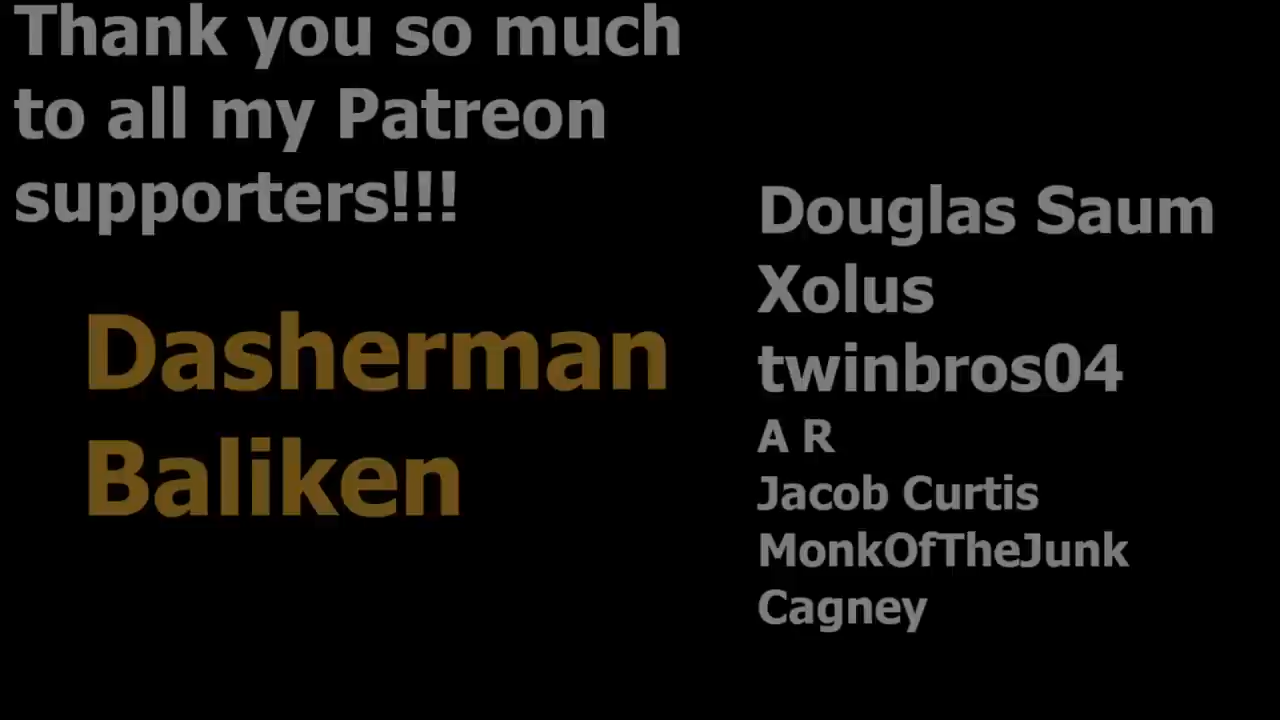 Thank you so much
to all my Patreon
supporters!!!
Dasherman
Baliken
Douglas Saum
Xolus
twinbros04
A R
Jacob Curtis
MonkOfTheJunk
Cagney